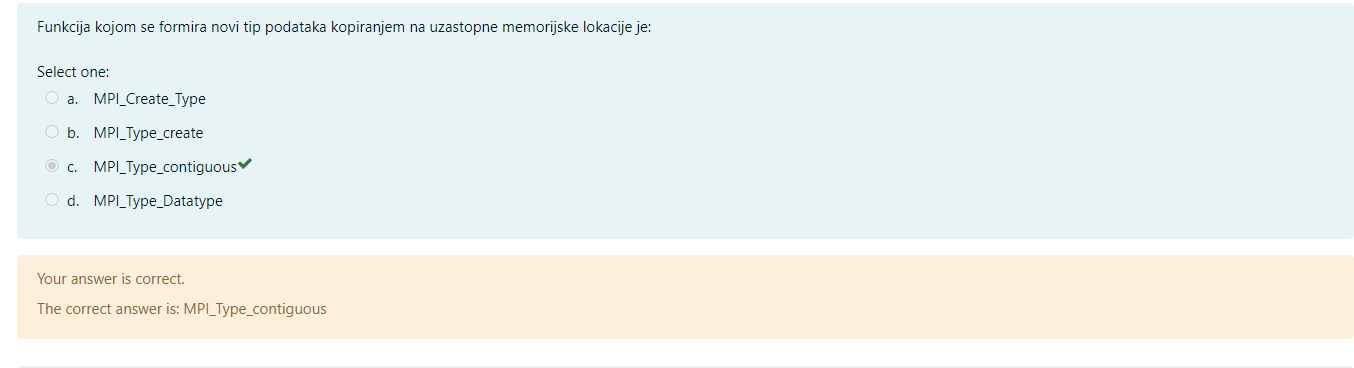 Funkcija kojom se formira novi tip podataka kopiranjem na uzastopne memorijske lokacije je:
Select one:
a. MPI_Create_Type
b. MPI_Type_create
c. MPI_Type_contiguous
d. MPI_Type_Datatype
Your answer is correct.
The correct answer is: MPI_Type_contiguous